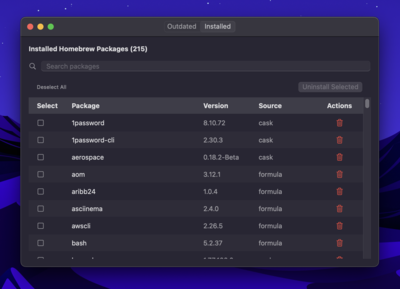 Outdated Installed
Installed Homebrew Packages (215)
Search packages
Deselect All Uninstall Selected
Select Package Version Source Actions
1password 8.10.72 cask
1password-cli 2.30.3 cask
aerospace 0.18.2-Beta cask
aom 3.12.1 formula
aribb24 1.0.4 formula
asciinema 2.4.0 formula
awscli 2.26.5 formula
bash 5.2.37 formula